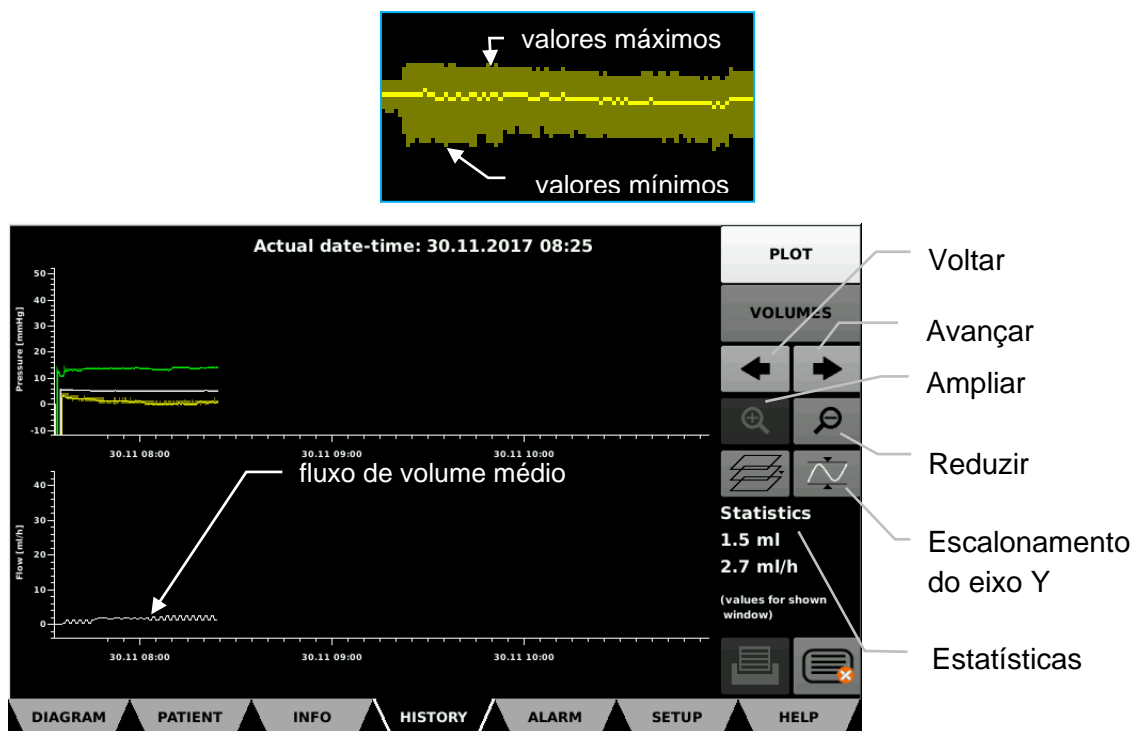 valores máximos
valores mínimos
Actual date-time: 30.11.2017 08:25
PLOT
Voltar
50
VOLUMES
40
Avançar
Pressure [mmHg]
30
20
Ampliar
10
0
-10
30.11 08:00
30.11 09:00
30.11 10:00
Reduzir
fluxo de volume médio
40
Statistics
Escalonamento
do eixo Y
30
1.5 ml
Flow [ml/h]
20
2.7 ml/h
10
(values for shown
window)
0
Estatísticas
30.11 08:00
30.11 09:00
30.11 10:00
DIAGRAM
PATIENT
INFO
HISTORY
ALARM
SETUP
HELP